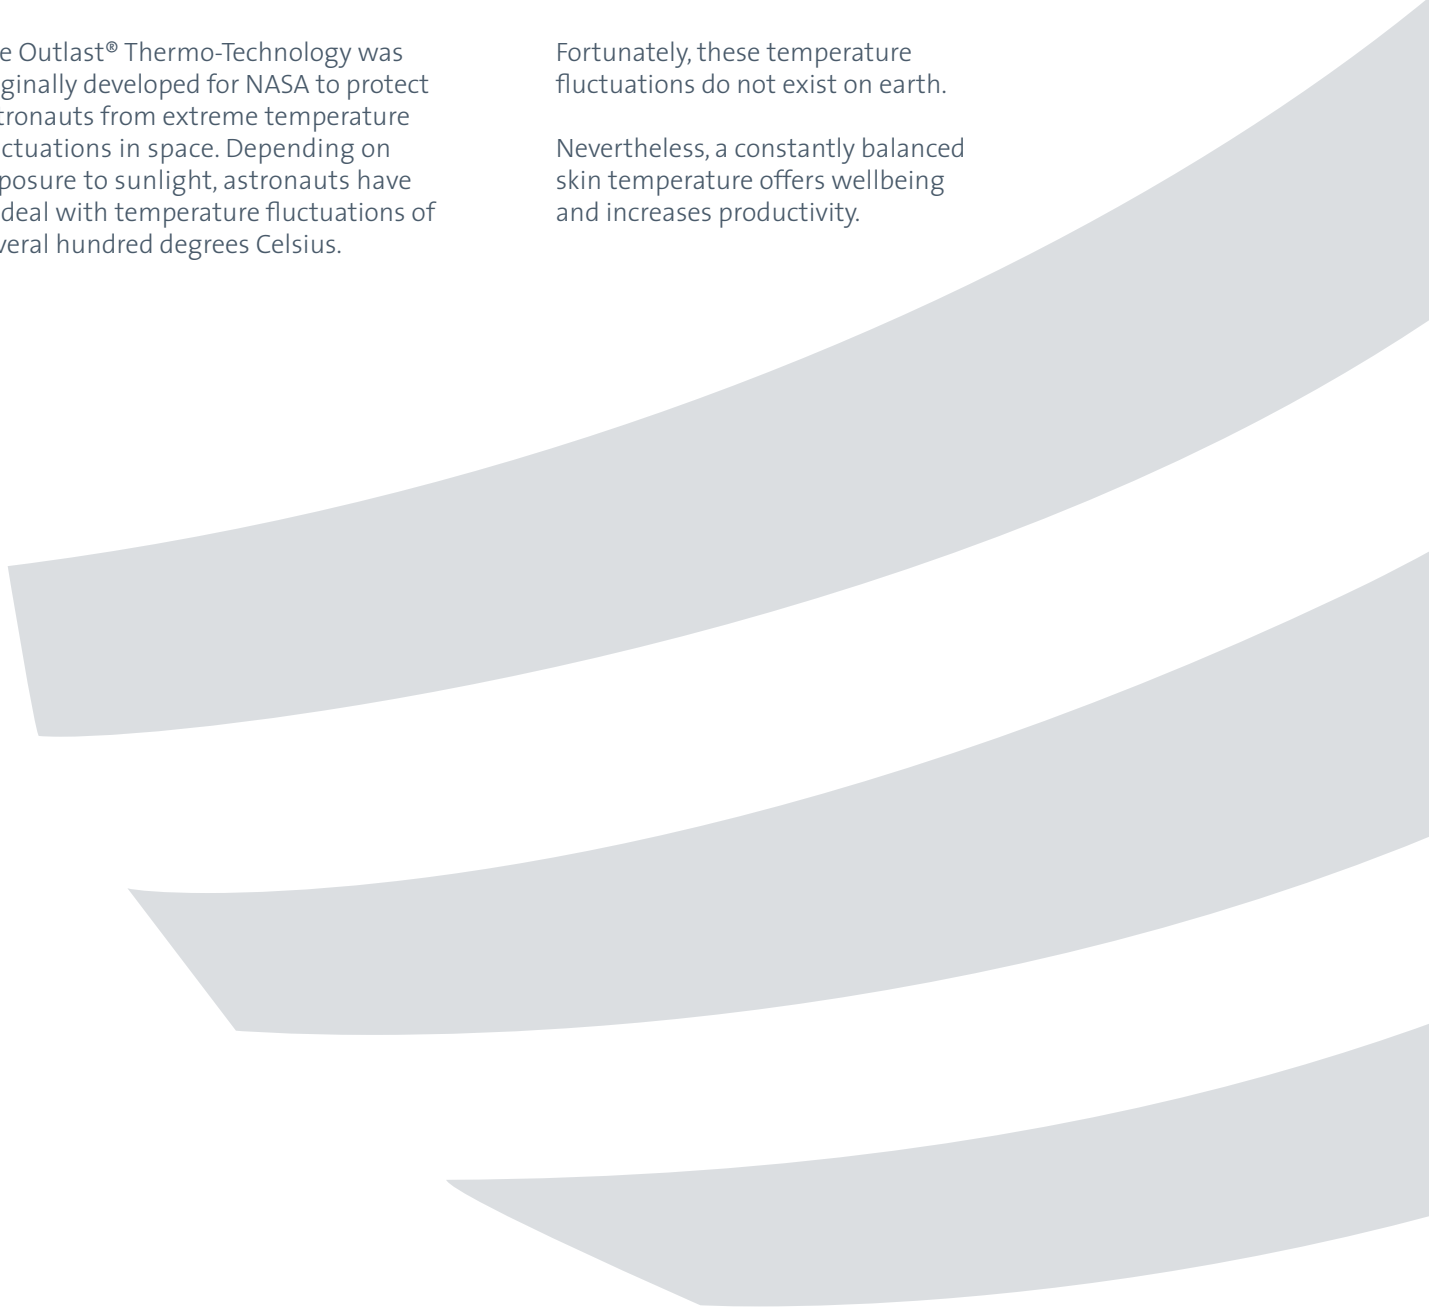 e Outlast® Thermo-Technology was
ginally developed for NASA to protect
tronauts from extreme temperature
ctuations in space. Depending on
posure to sunlight, astronauts have
deal with temperature fluctuations of
veral hundred degrees Celsius.
Fortunately, these temperature
fluctuations do not exist on earth.
Nevertheless, a constantly balanced
skin temperature offers wellbeing
and increases productivity.